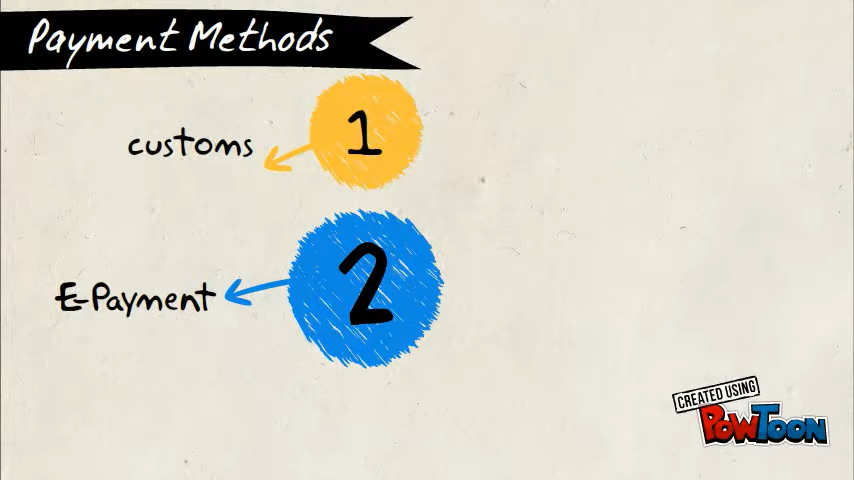 Payment Methods
1
customs
2
E-Payment
CREATED USING
POWTOON